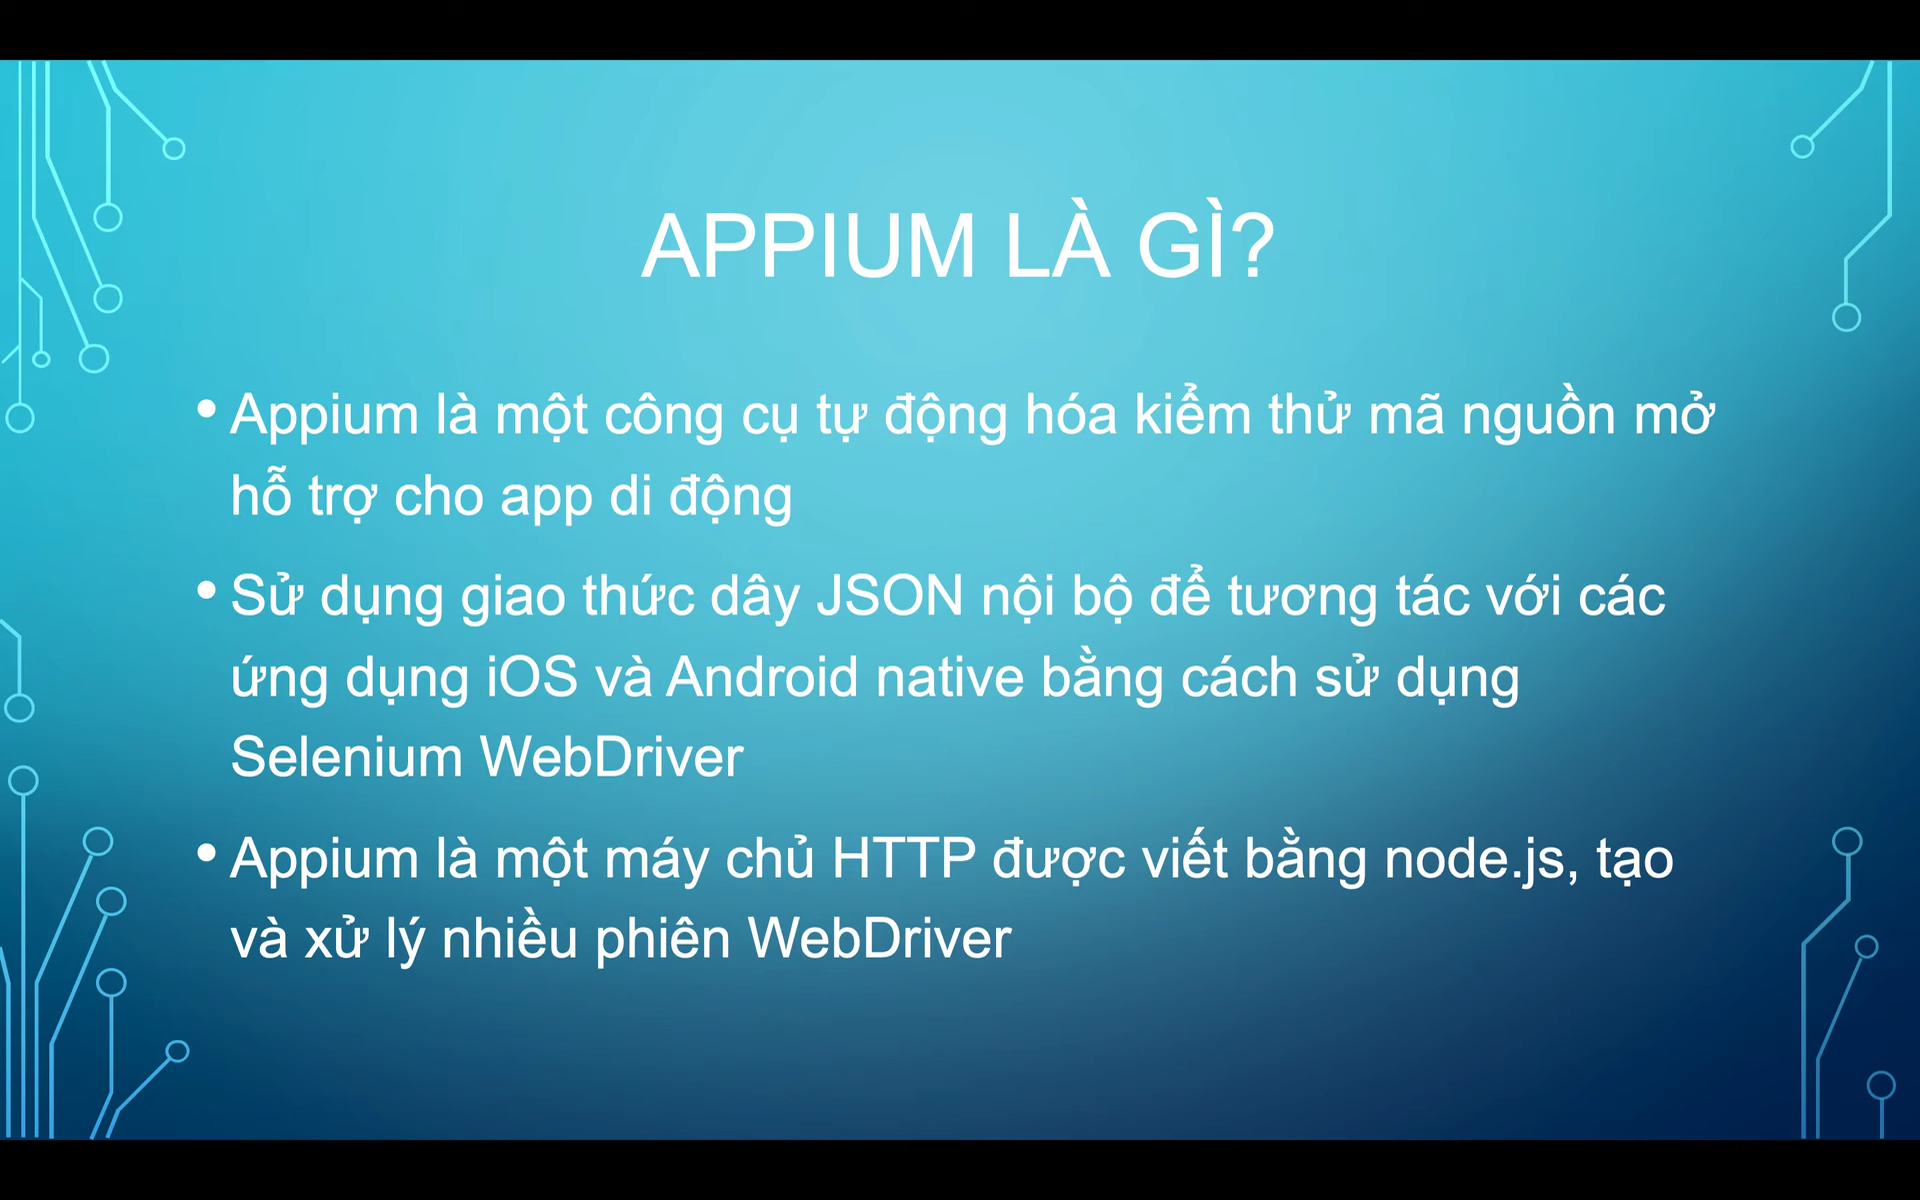 APPIUM LÀ GÌ?
• Appium là một công cụ tự động hóa kiểm thử mã nguồn mở
hỗ trợ cho app di động
• Sử dụng giao thức dây JSON nội bộ để tương tác với các
ứng dụng iOS và Android native bằng cách sử dụng
Selenium WebDriver
• Appium là một máy chủ HTTP được viết bằng node.js, tạo
và xử lý nhiều phiên WebDriver